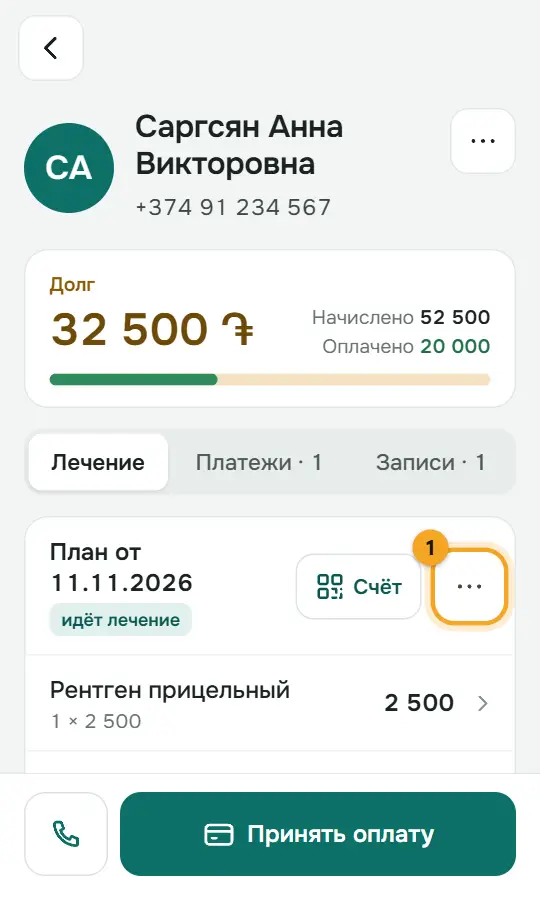 Саргсян Анна
Викторовна
+374 91 234 567
СА
Долг
32 500 ֏
Начислено 52 500
Оплачено 20 000
Лечение
Платежи · 1
Записи · 1
План от
11.11.2026
идёт лечение
Счёт
1
Рентген прицельный
1 × 2 500
2 500
Принять оплату